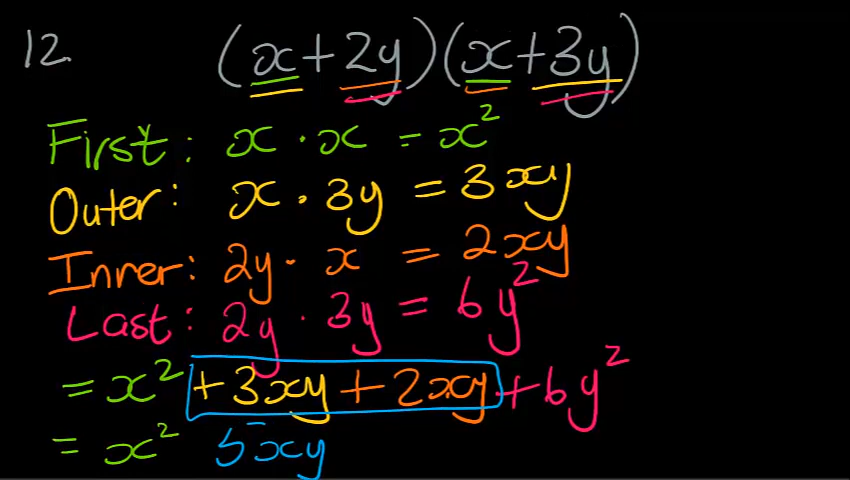 12. (x+2y)(x+3y)
First: x · x = x²
Outer: x · 3y = 3xy
Inner: 2y · x = 2xy
Last: 2y · 3y = 6y²
= x² +3xy + 2xy + 6y²
= x² 5xy